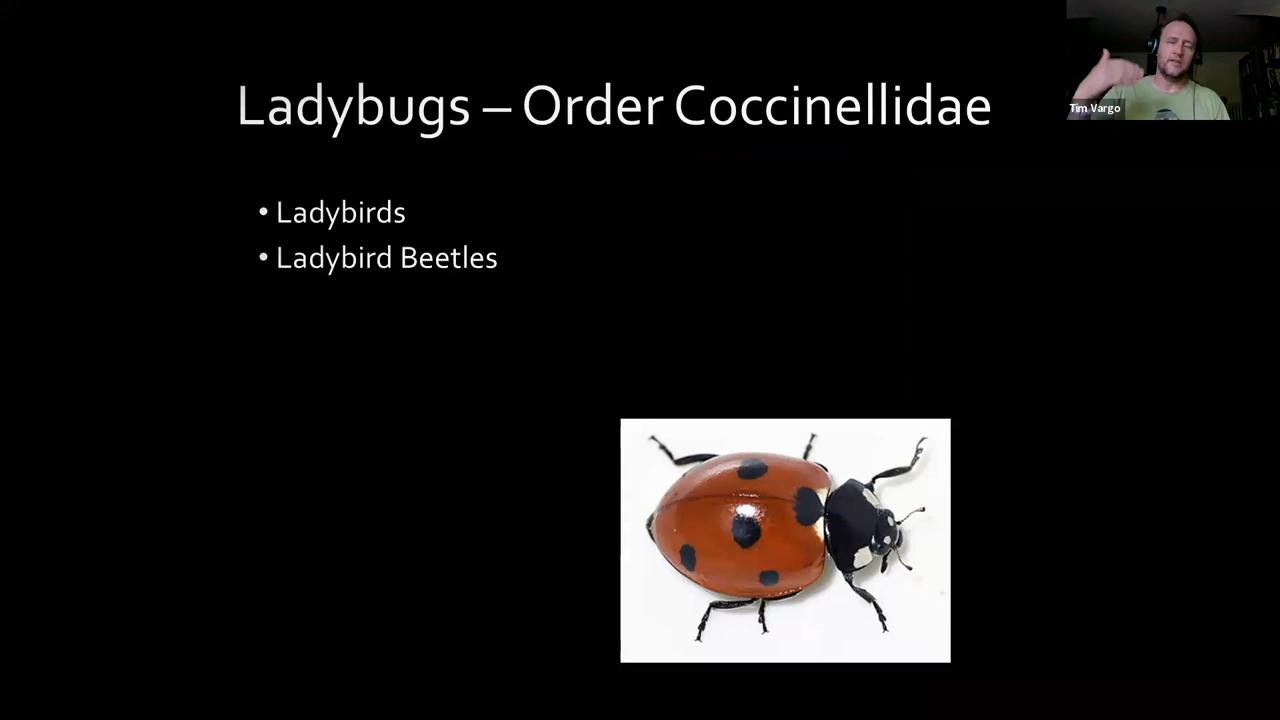 Ladybugs – Order Coccinellidae
• Ladybirds
• Ladybird Beetles
Tim Vargo